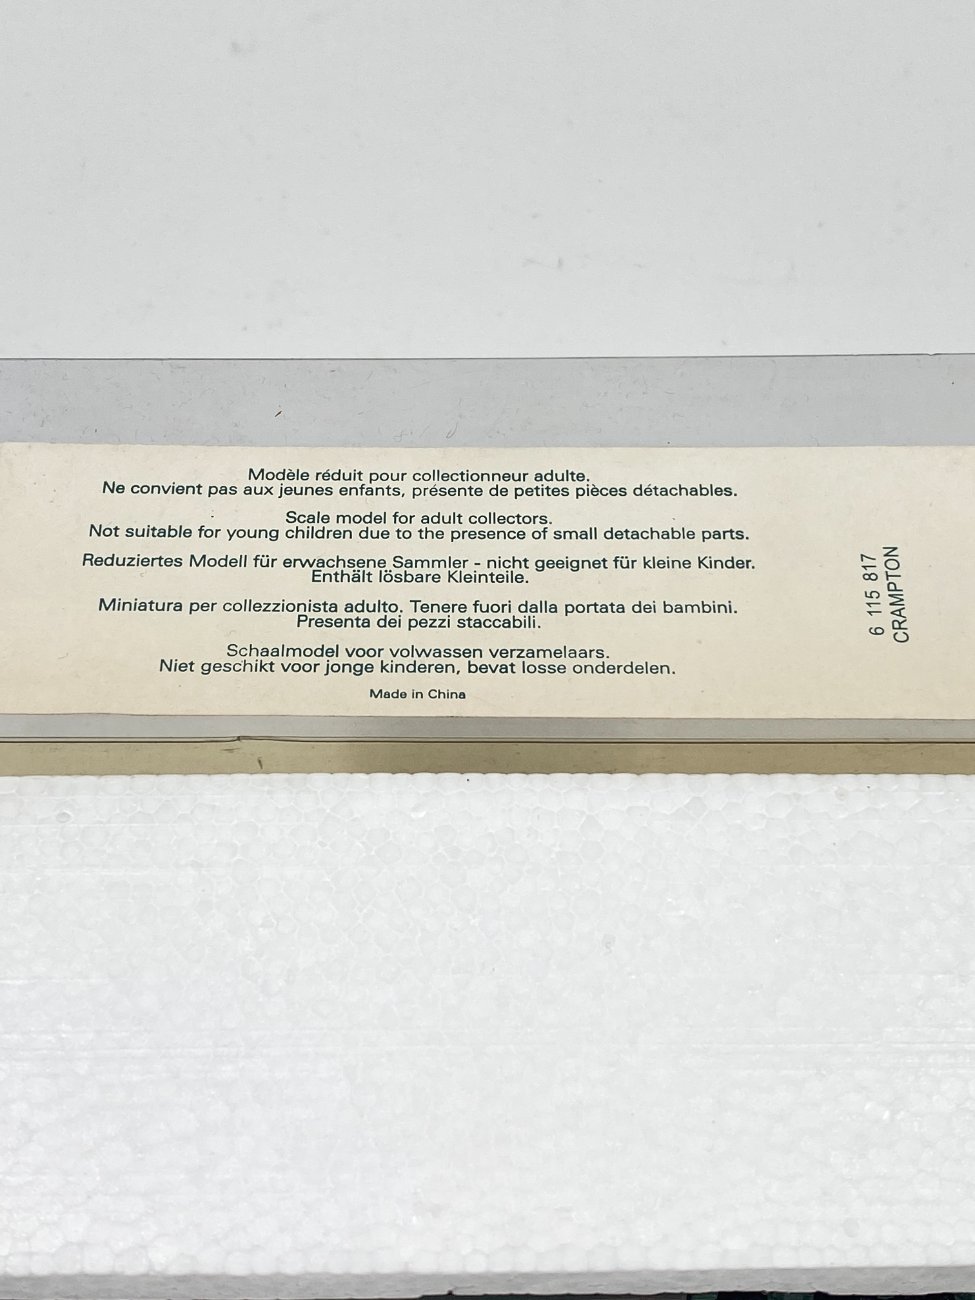 Modèle réduit pour collectionneur adulte.
Ne convient pas aux jeunes enfants, présente de petites pièces détachables.
Scale model for adult collectors.
Not suitable for young children due to the presence of small detachable parts.
Reduziertes Modell für erwachsene Sammler - nicht geeignet für kleine Kinder.
Enthält lösbare Kleinteile.
Miniatura per collezzionista adulto. Tenere fuori dalla portata dei bambini.
Presenta dei pezzi staccabili.
Schaalmodel voor volwassen verzamelaars.
Niet geschikt voor jonge kinderen, bevat losse onderdelen.
Made in China
6 115 817
CRAMPTON